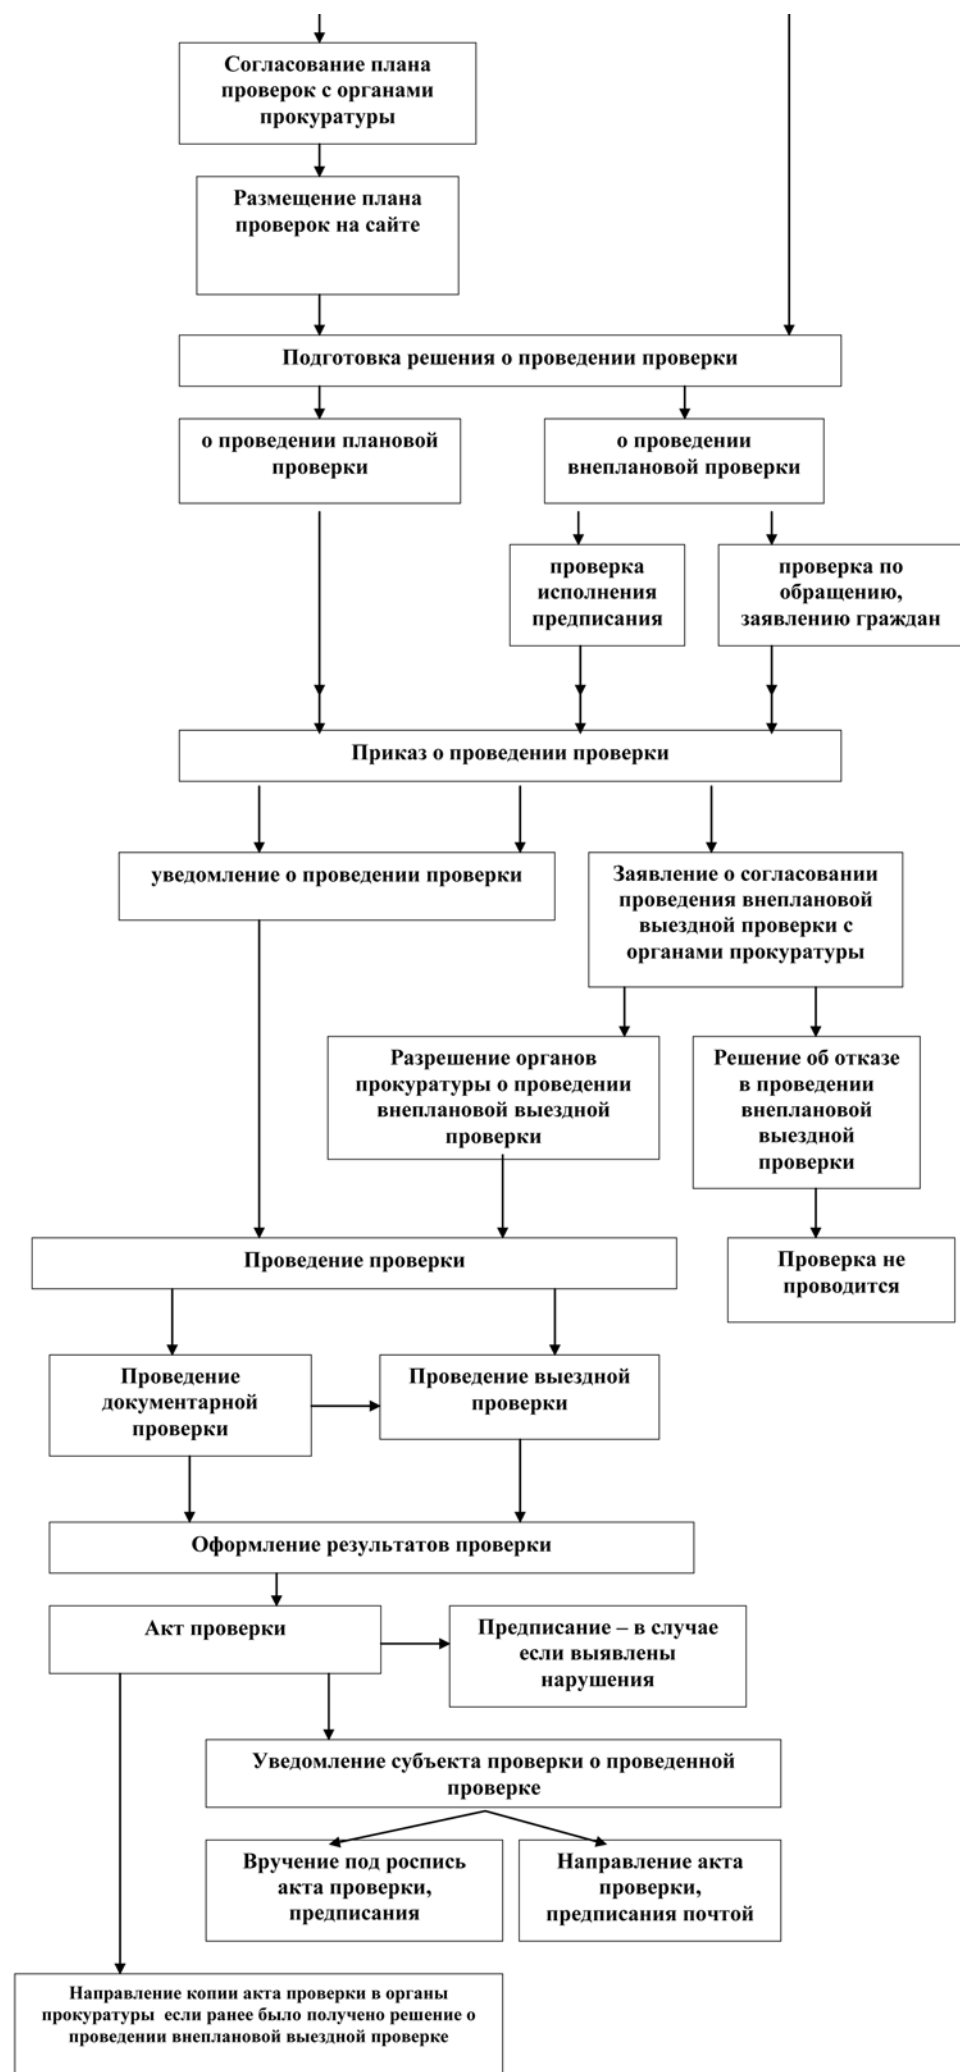 Согласование плана
проверок с органами
прокуратуры
Размещение плана
проверок на сайте
Подготовка решения о проведении проверки
о проведении плановой
проверки
о проведении
внеплановой проверки
проверка
исполнения
предписания
проверка по
обращению,
заявлению граждан
Приказ о проведении проверки
уведомление о проведении проверки
Заявление о согласовании
проведения внеплановой
выездной проверки с
органами прокуратуры
Разрешение органов
прокуратуры о проведении
внеплановой выездной
проверки
Решение об отказе
в проведении
внеплановой
выездной
проверки
Проведение проверки
Проверка не
проводится
Проведение
документарной
проверки
Проведение выездной
проверки
Оформление результатов проверки
Акт проверки
Предписание – в случае
если выявлены
нарушения
Уведомление субъекта проверки о проведенной
проверке
Вручение под роспись
акта проверки,
предписания
Направление акта
проверки,
предписания почтой
Направление копии акта проверки в органы
прокуратуры если ранее было получено решение о
проведении внеплановой выездной проверке